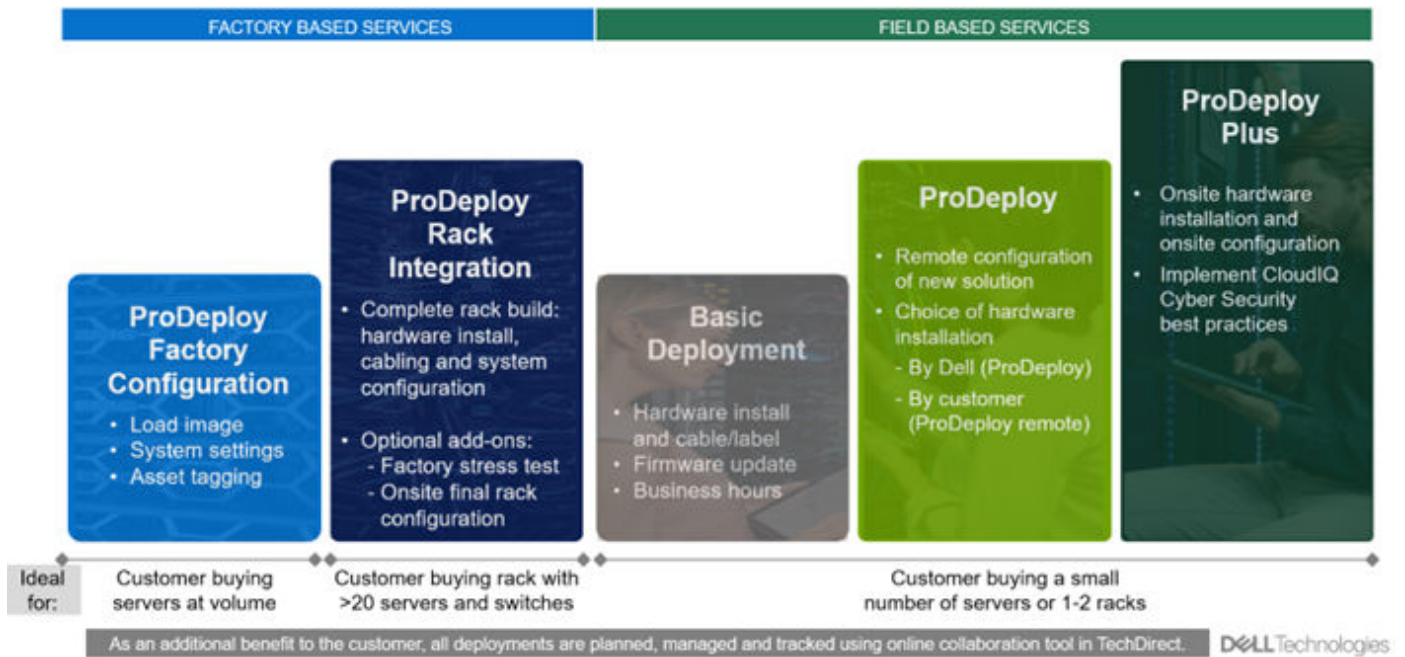 FACTORY BASED SERVICES
FIELD BASED SERVICES
ProDeploy
Factory
Configuration
• Load image
• System settings
• Asset tagging
ProDeploy
Rack
Integration
• Complete rack build:
hardware install,
cabling and system
configuration
• Optional add-ons:
- Factory stress test
- Onsite final rack
configuration
Basic
Deployment
• Hardware install
and cable/label
• Firmware update
• Business hours
ProDeploy
• Remote configuration
of new solution
• Choice of hardware
installation
- By Dell (ProDeploy)
- By customer
(ProDeploy remote)
ProDeploy
Plus
• Onsite hardware
installation and
onsite configuration
• Implement CloudIQ
Cyber Security
best practices
Ideal
for:
Customer buying
servers at volume
Customer buying rack with
>20 servers and switches
Customer buying a small
number of servers or 1-2 racks
As an additional benefit to the customer, all deployments are planned, managed and tracked using online collaboration tool in TechDirect.
DELL Technologies